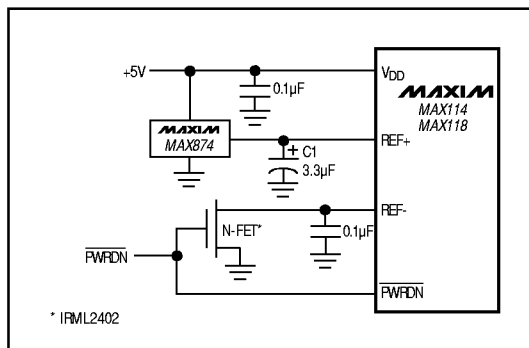 +5V
0.1µF
VDD
MAXIM
MAX114
MAX118
MAXIM
MAX874
+
C1
3.3µF
REF+
N-FET*
REF-
0.1µF
PWRDN
PWRDN
* IRML2402